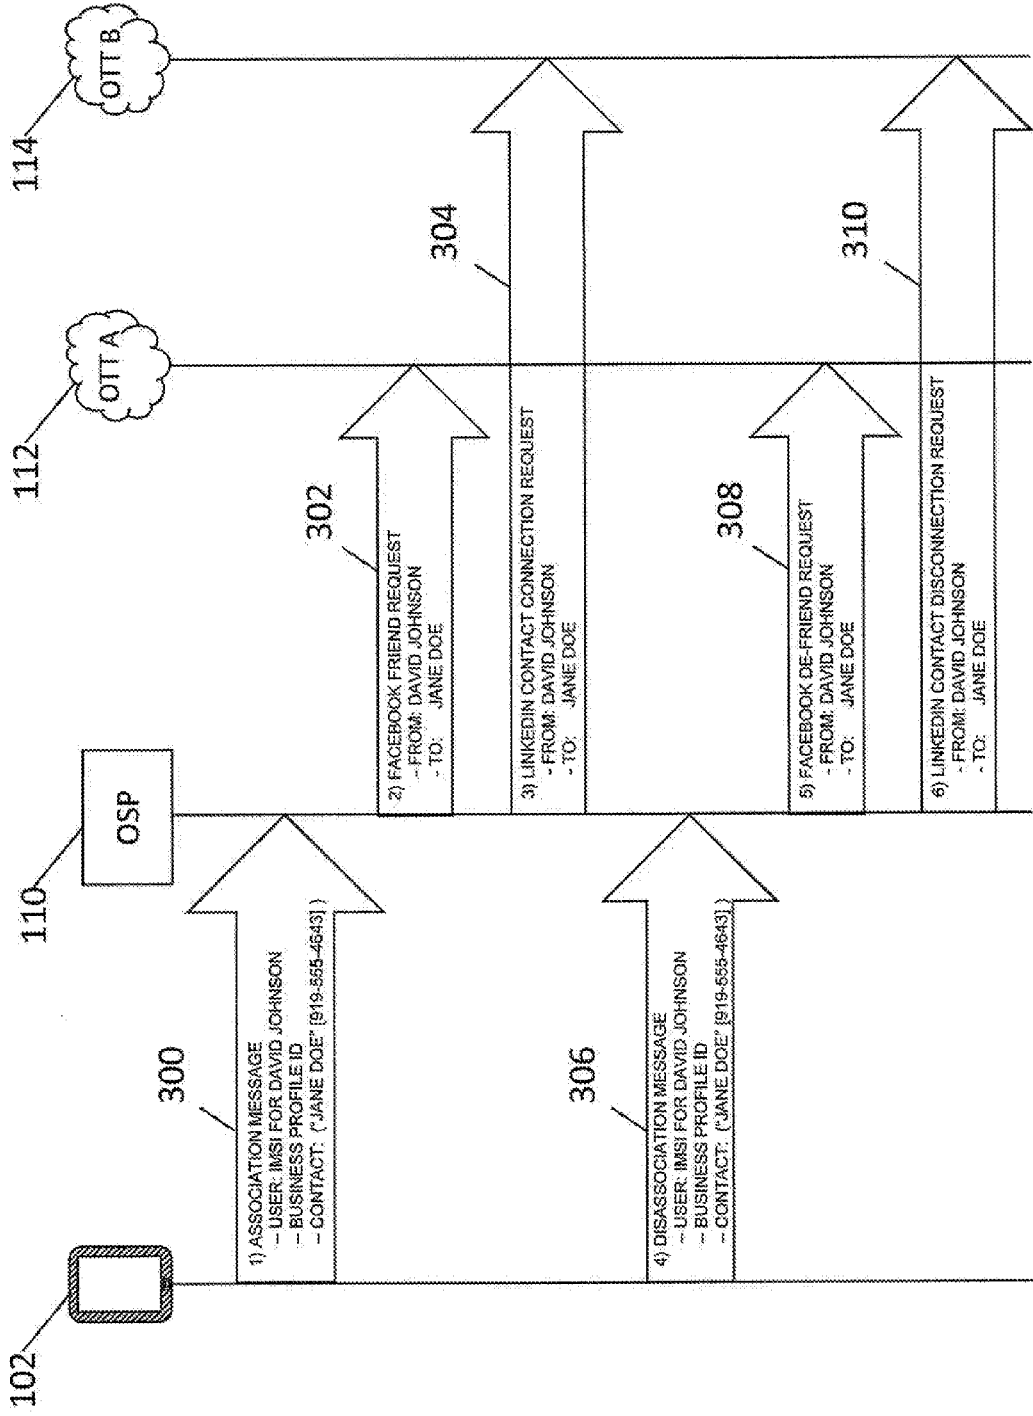 102
110
OSP
112
OTT A
114
OTT B
300
1) ASSOCIATION MESSAGE
– USER: IMSI FOR DAVID JOHNSON
– BUSINESS PROFILE ID
– CONTACT: ("JANE DOE" [919-555-4643] )
302
2) FACEBOOK FRIEND REQUEST
- FROM: DAVID JOHNSON
- TO: JANE DOE
304
3) LINKEDIN CONTACT CONNECTION REQUEST
- FROM: DAVID JOHNSON
- TO: JANE DOE
306
4) DISASSOCIATION MESSAGE
– USER: IMSI FOR DAVID JOHNSON
– BUSINESS PROFILE ID
– CONTACT: ("JANE DOE" [919-555-4643] )
308
5) FACEBOOK DE-FRIEND REQUEST
- FROM: DAVID JOHNSON
- TO: JANE DOE
310
6) LINKEDIN CONTACT DISCONNECTION REQUEST
- FROM: DAVID JOHNSON
- TO: JANE DOE